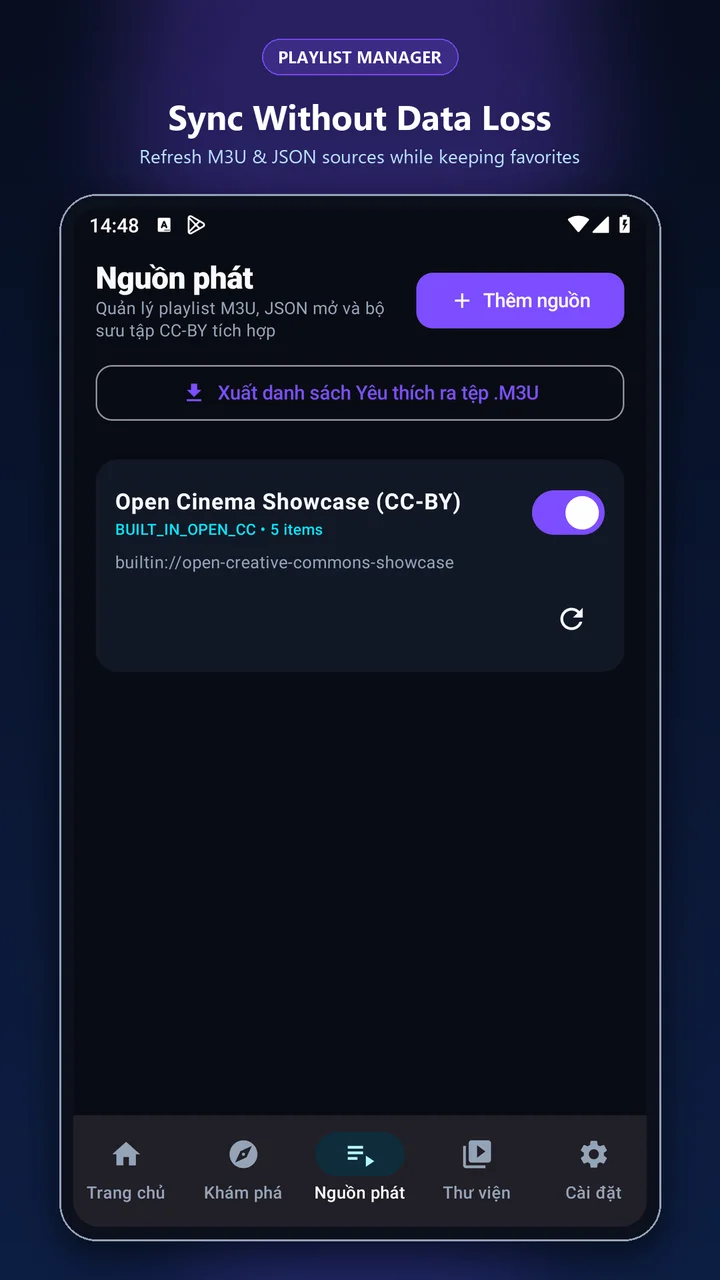 PLAYLIST MANAGER
Sync Without Data Loss
Refresh M3U & JSON sources while keeping favorites
14:48
A
Nguồn phát
Quản lý playlist M3U, JSON mở và bộ
sưu tập CC-BY tích hợp
+ Thêm nguồn
Xuất danh sách Yêu thích ra tệp .M3U
Open Cinema Showcase (CC-BY)
BUILT_IN_OPEN_CC • 5 items
builtin://open-creative-commons-showcase
Trang chủ
Khám phá
Nguồn phát
Thư viện
Cài đặt